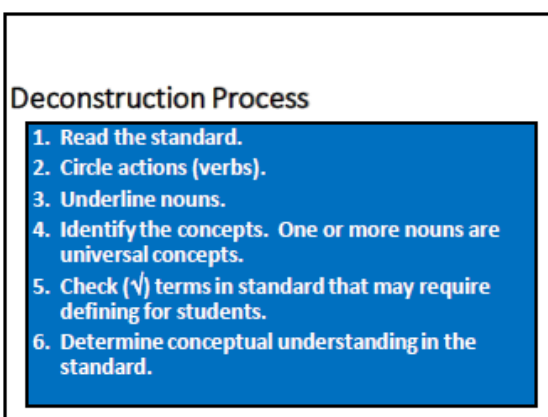 Deconstruction Process
1. Read the standard.
2. Circle actions (verbs).
3. Underline nouns.
4. Identify the concepts. One or more nouns are
universal concepts.
5. Check (√) terms in standard that may require
defining for students.
6. Determine conceptual understanding in the
standard.